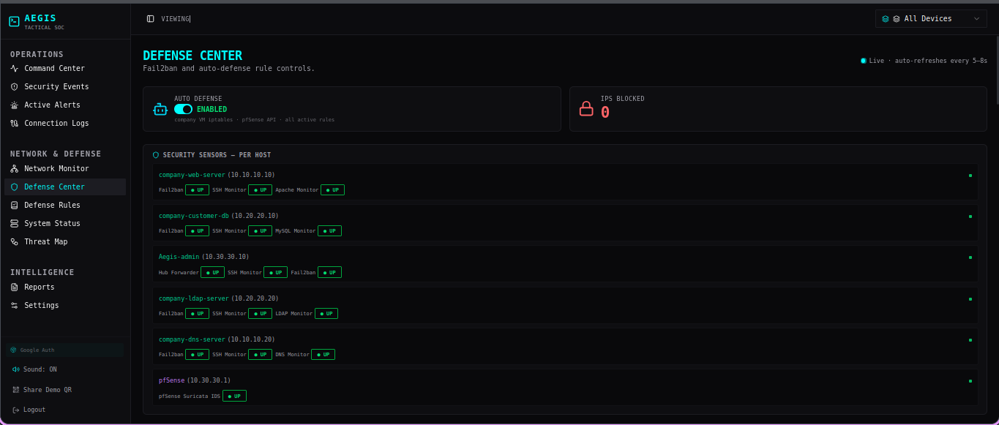 AEGIS
TACTICAL SOC
OPERATIONS
Command Center
Security Events
Active Alerts
Connection Logs
NETWORK & DEFENSE
Network Monitor
Defense Center
Defense Rules
System Status
Threat Map
INTELLIGENCE
Reports
Settings
Google Auth
Sound: ON
Share Demo QR
Logout
VIEWING
All Devices
DEFENSE CENTER
Fail2ban and auto-defense rule controls.
Live · auto-refreshes every 5–8s
AUTO DEFENSE
ENABLED
company VM iptables · pfSense API · all active rules
IPS BLOCKED
0
SECURITY SENSORS — PER HOST
company-web-server (10.10.10.10)
Fail2ban ● UP SSH Monitor ● UP Apache Monitor ● UP
company-customer-db (10.20.20.10)
Fail2ban ● UP SSH Monitor ● UP MySQL Monitor ● UP
Aegis-admin (10.30.30.10)
Hub Forwarder ● UP SSH Monitor ● UP Fail2ban ● UP
company-ldap-server (10.20.20.20)
Fail2ban ● UP SSH Monitor ● UP LDAP Monitor ● UP
company-dns-server (10.10.10.20)
Fail2ban ● UP SSH Monitor ● UP DNS Monitor ● UP
pfSense (10.30.30.1)
pfSense Suricata IDS ● UP